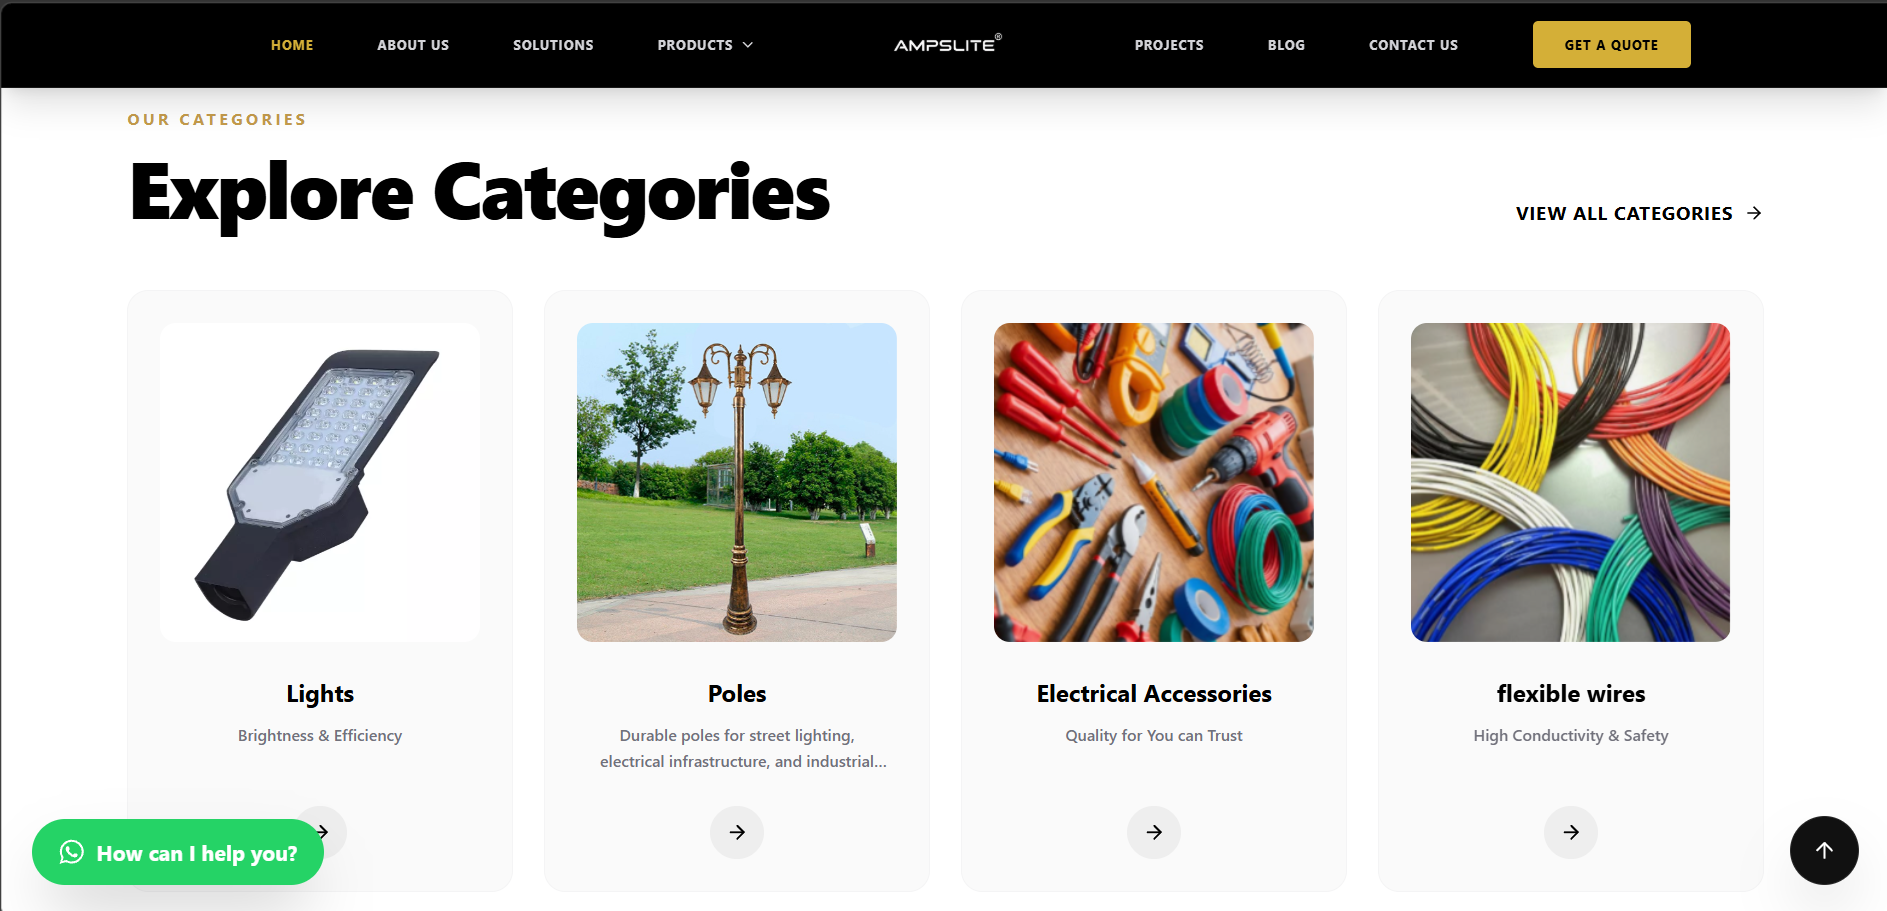 HOME
ABOUT US
SOLUTIONS
PRODUCTS
AMPSLITE®
PROJECTS
BLOG
CONTACT US
GET A QUOTE
OUR CATEGORIES
Explore Categories
VIEW ALL CATEGORIES
Lights
Brightness & Efficiency
Poles
Durable poles for street lighting,
electrical infrastructure, and industrial...
Electrical Accessories
Quality for You can Trust
flexible wires
High Conductivity & Safety
How can I help you?